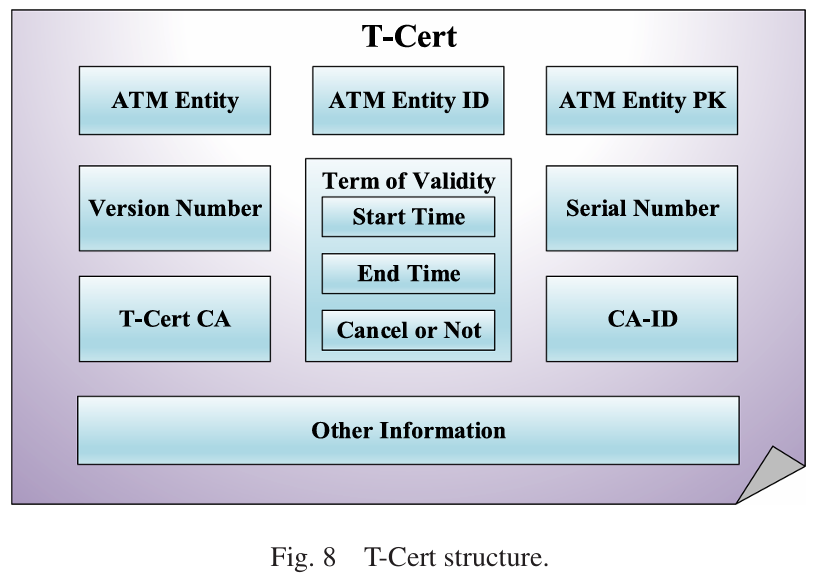 T-Cert
ATM Entity
ATM Entity ID
ATM Entity PK
Version Number
Term of Validity
Start Time
End Time
Cancel or Not
Serial Number
T-Cert CA
CA-ID
Other Information
Fig. 8 T-Cert structure.